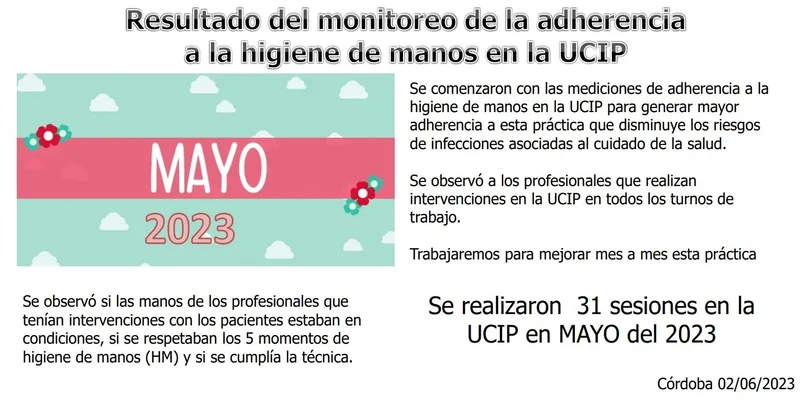 Resultado del monitoreo de la adherencia
a la higiene de manos en la UCIP
MAYO
2023
Se comenzaron con las mediciones de adherencia a la
higiene de manos en la UCIP para generar mayor
adherencia a esta práctica que disminuye los riesgos
de infecciones asociadas al cuidado de la salud.
Se observó a los profesionales que realizan
intervenciones en la UCIP en todos los turnos de
trabajo.
Trabajaremos para mejorar mes a mes esta práctica
Se observó si las manos de los profesionales que
tenían intervenciones con los pacientes estaban en
condiciones, si se respetaban los 5 momentos de
higiene de manos (HM) y si se cumplía la técnica.
Se realizaron 31 sesiones en la
UCIP en MAYO del 2023
Córdoba 02/06/2023